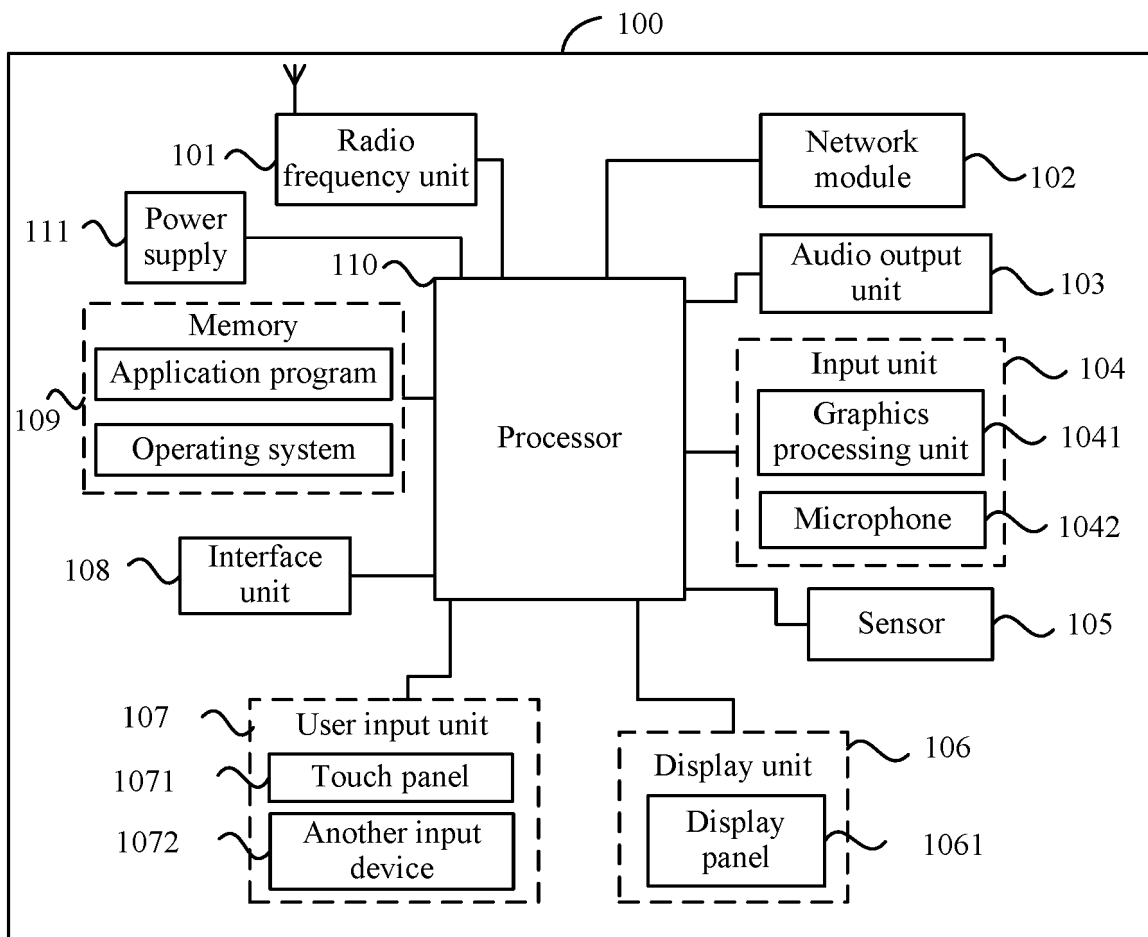 100
Radio
frequency unit
101
Network
module
102
Power
supply
111
110
Audio output
unit
103
Memory
Application program
Operating system
109
Processor
Input unit
104
Graphics
processing unit
1041
Microphone
1042
Interface
unit
108
Sensor
105
107
User input unit
1071
Touch panel
1072
Another input
device
106
Display unit
Display
panel
1061